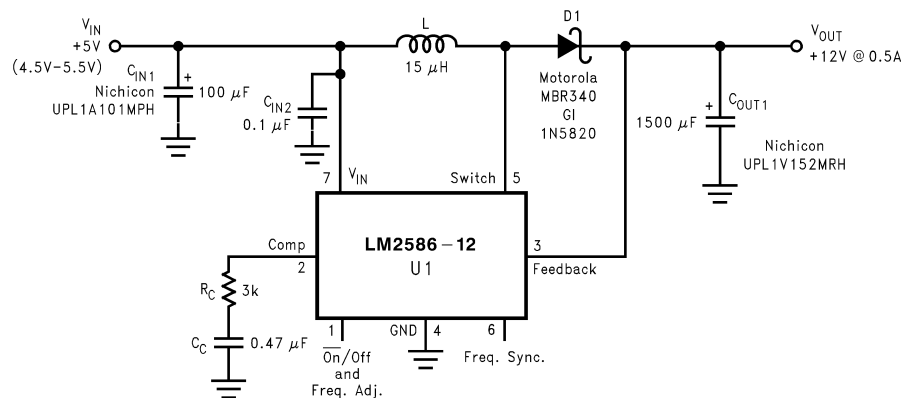 V_IN
+5V
(4.5V–5.5V)
C_IN1
Nichicon
UPL1A101MPH
+
100 μF
C_IN2
0.1 μF
L
15 μH
D1
Motorola
MBR340
GI
1N5820
V_OUT
+12V @ 0.5A
+
C_OUT1
1500 μF
Nichicon
UPL1V152MRH
7
V_IN
Switch
5
LM2586–12
U1
Comp
2
3
Feedback
R_C
3k
C_C
0.47 μF
1
O̅n̅/Off
and
Freq. Adj.
GND
4
6
Freq. Sync.